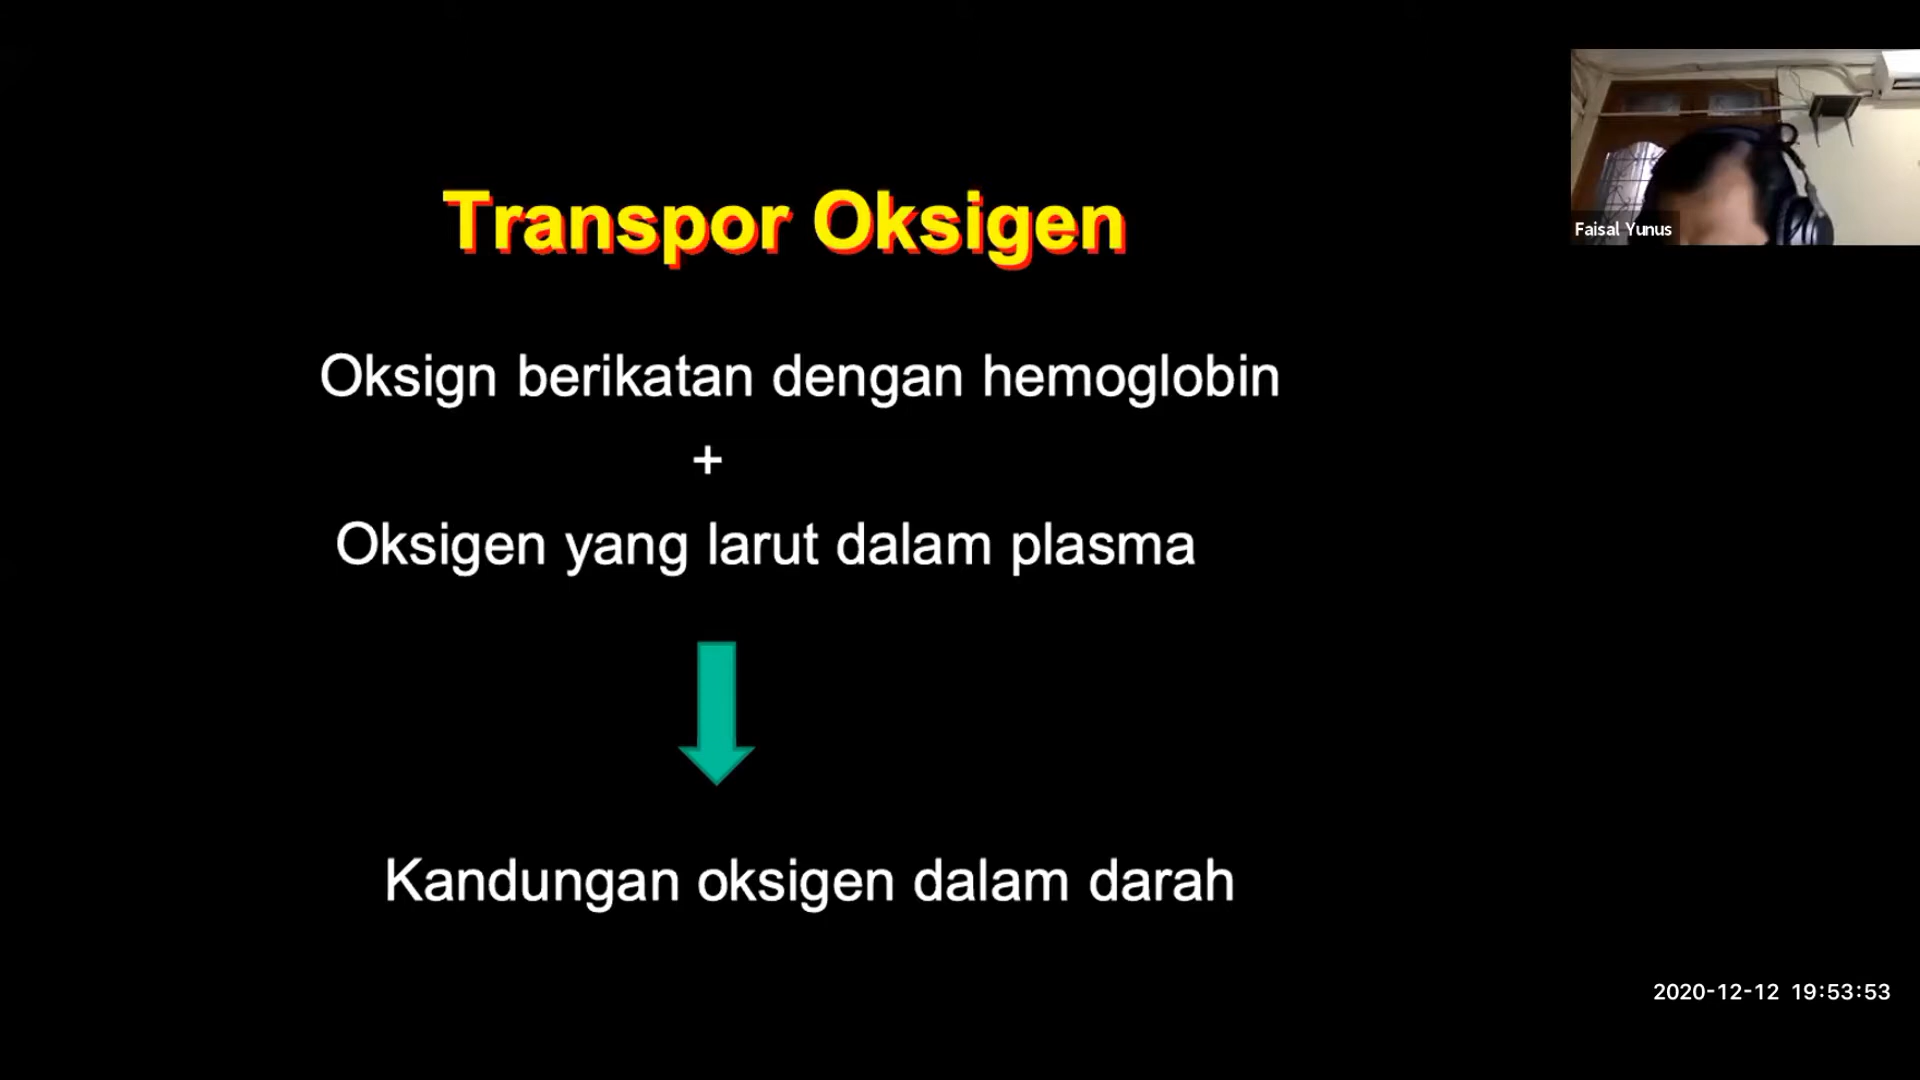 Transpor Oksigen
Faisal Yunus
Oksign berikatan dengan hemoglobin
+
Oksigen yang larut dalam plasma
Kandungan oksigen dalam darah
2020-12-12 19:53:53